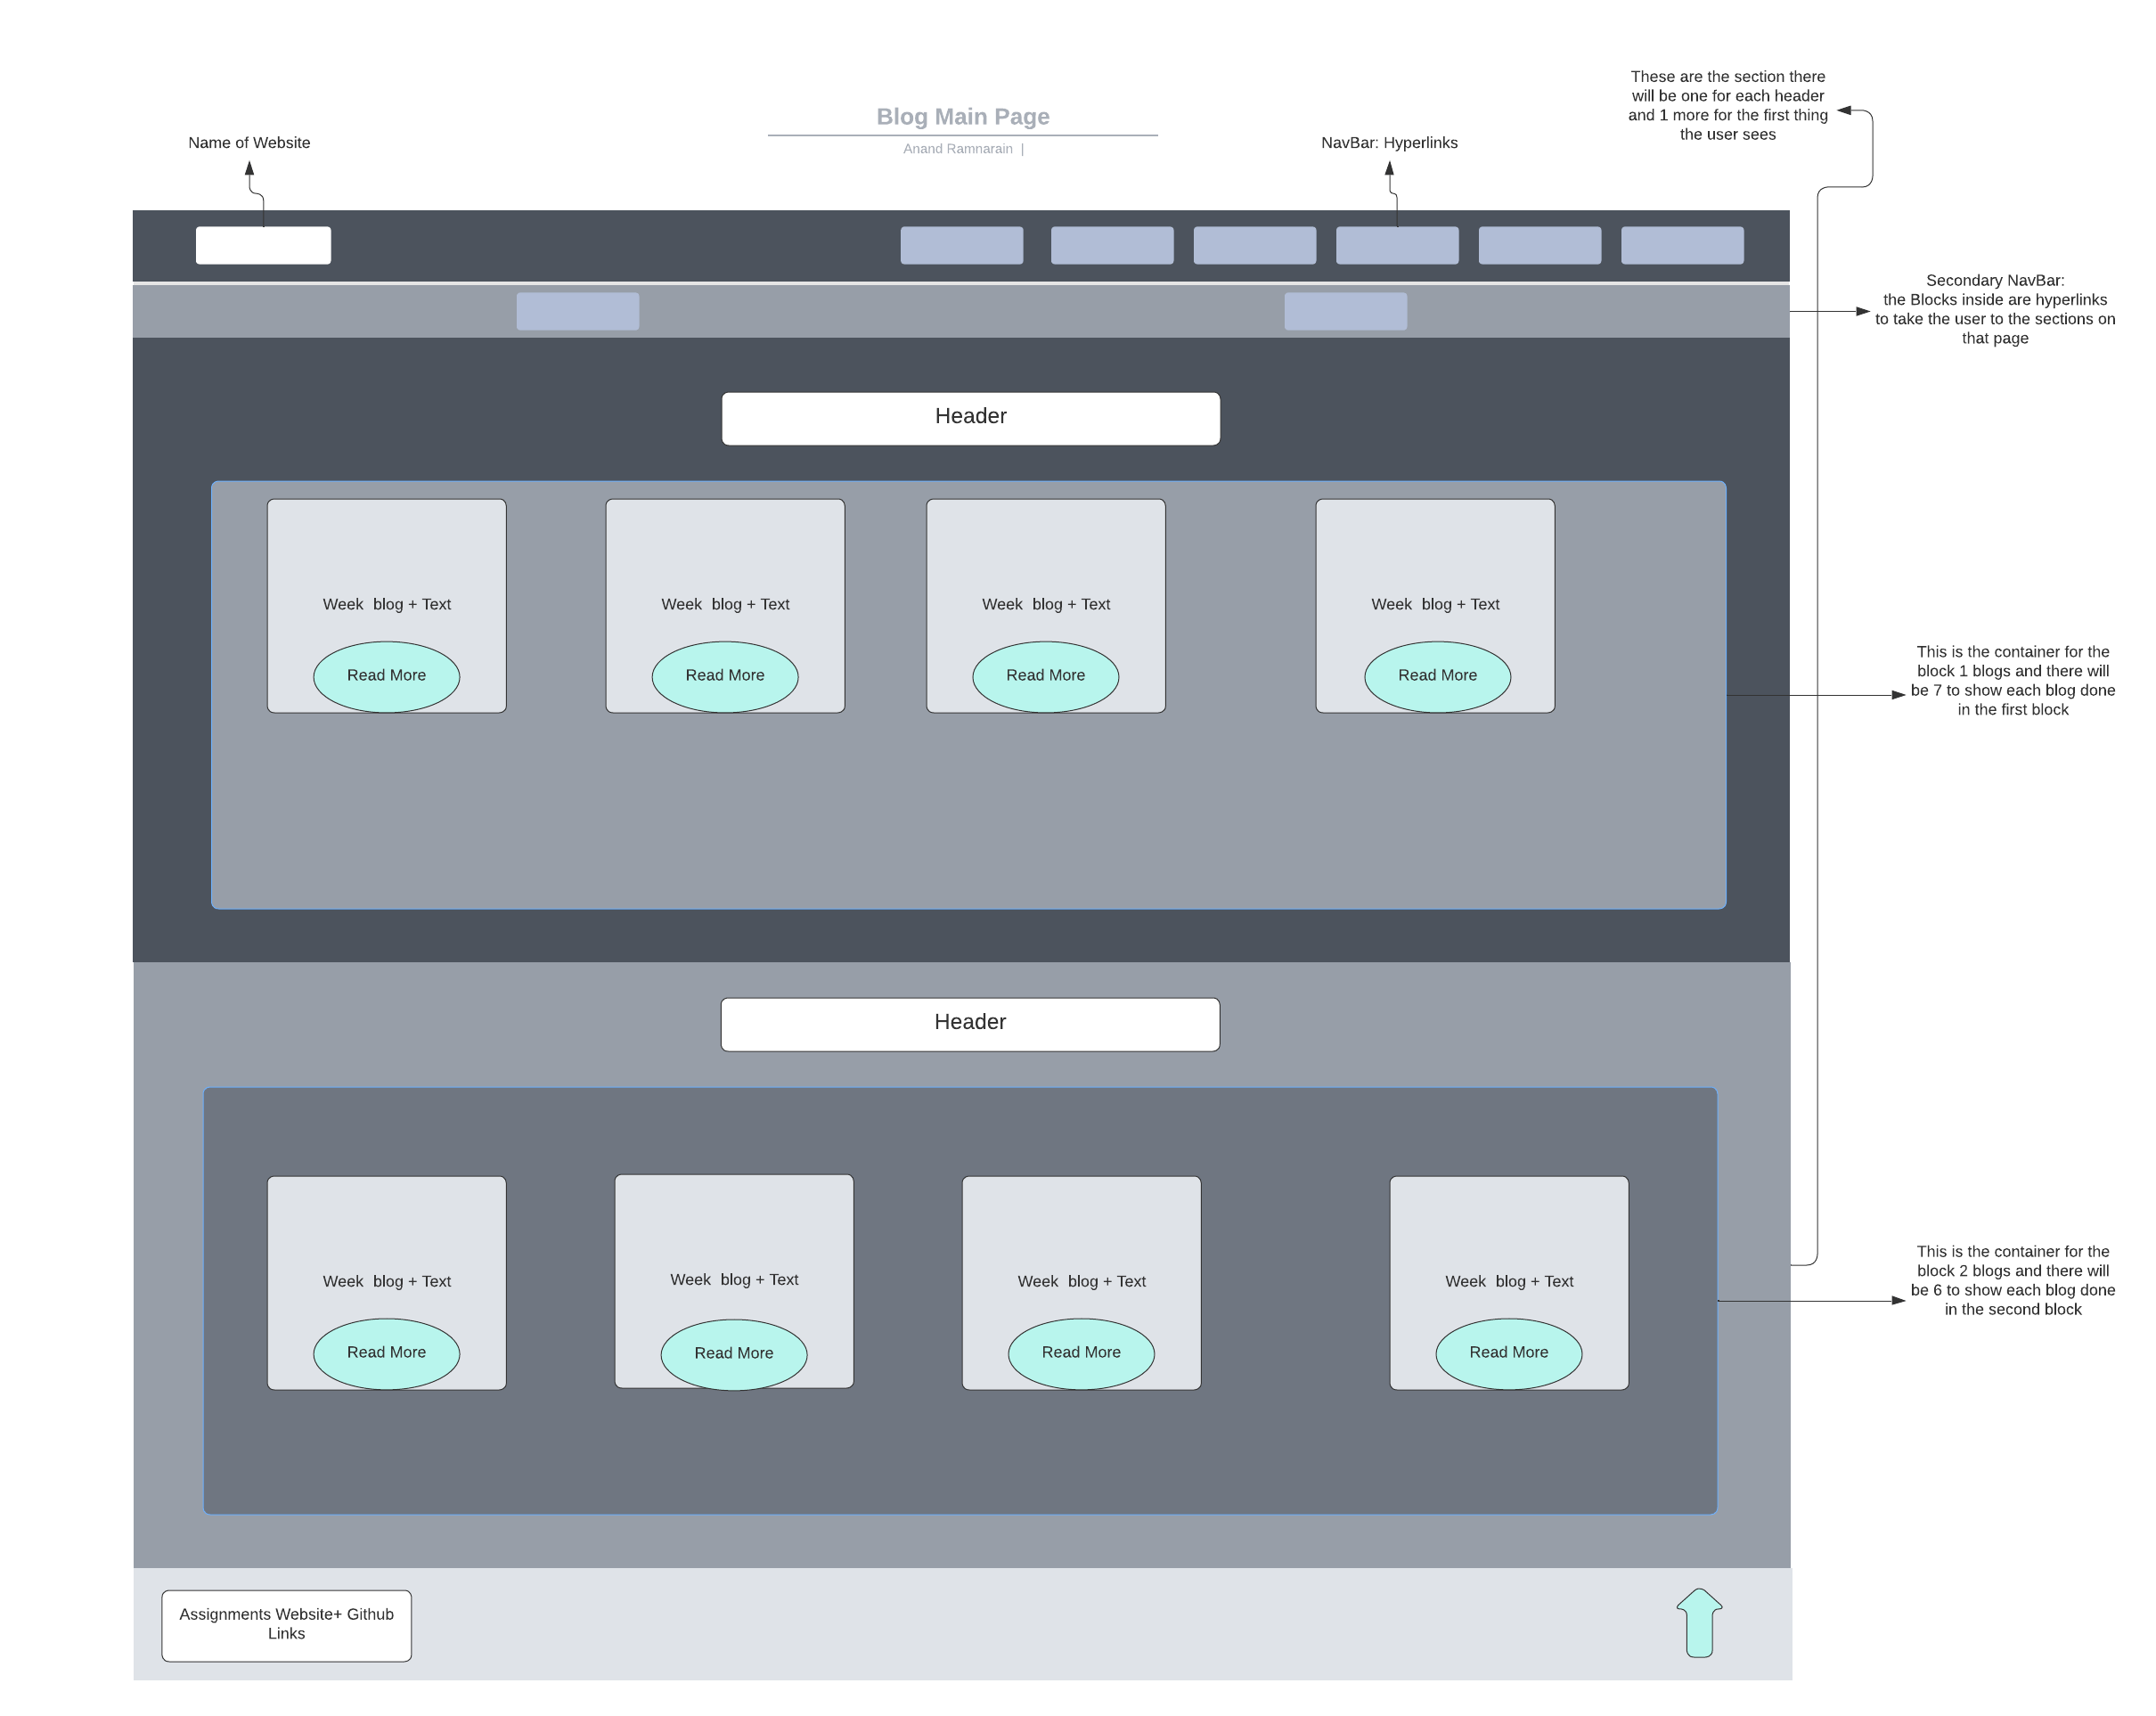 These are the section there
will be one for each header
and 1 more for the first thing
the user sees
Blog Main Page
Anand Ramnarain |
Name of Website
NavBar: Hyperlinks
Secondary NavBar:
the Blocks inside are hyperlinks
to take the user to the sections on
that page
Header
Week blog + Text
Read More
Week blog + Text
Read More
Week blog + Text
Read More
Week blog + Text
Read More
This is the container for the
block 1 blogs and there will
be 7 to show each blog done
in the first block
Header
Week blog + Text
Read More
Week blog + Text
Read More
Week blog + Text
Read More
Week blog + Text
Read More
This is the container for the
block 2 blogs and there will
be 6 to show each blog done
in the second block
Assignments Website+ Github
Links